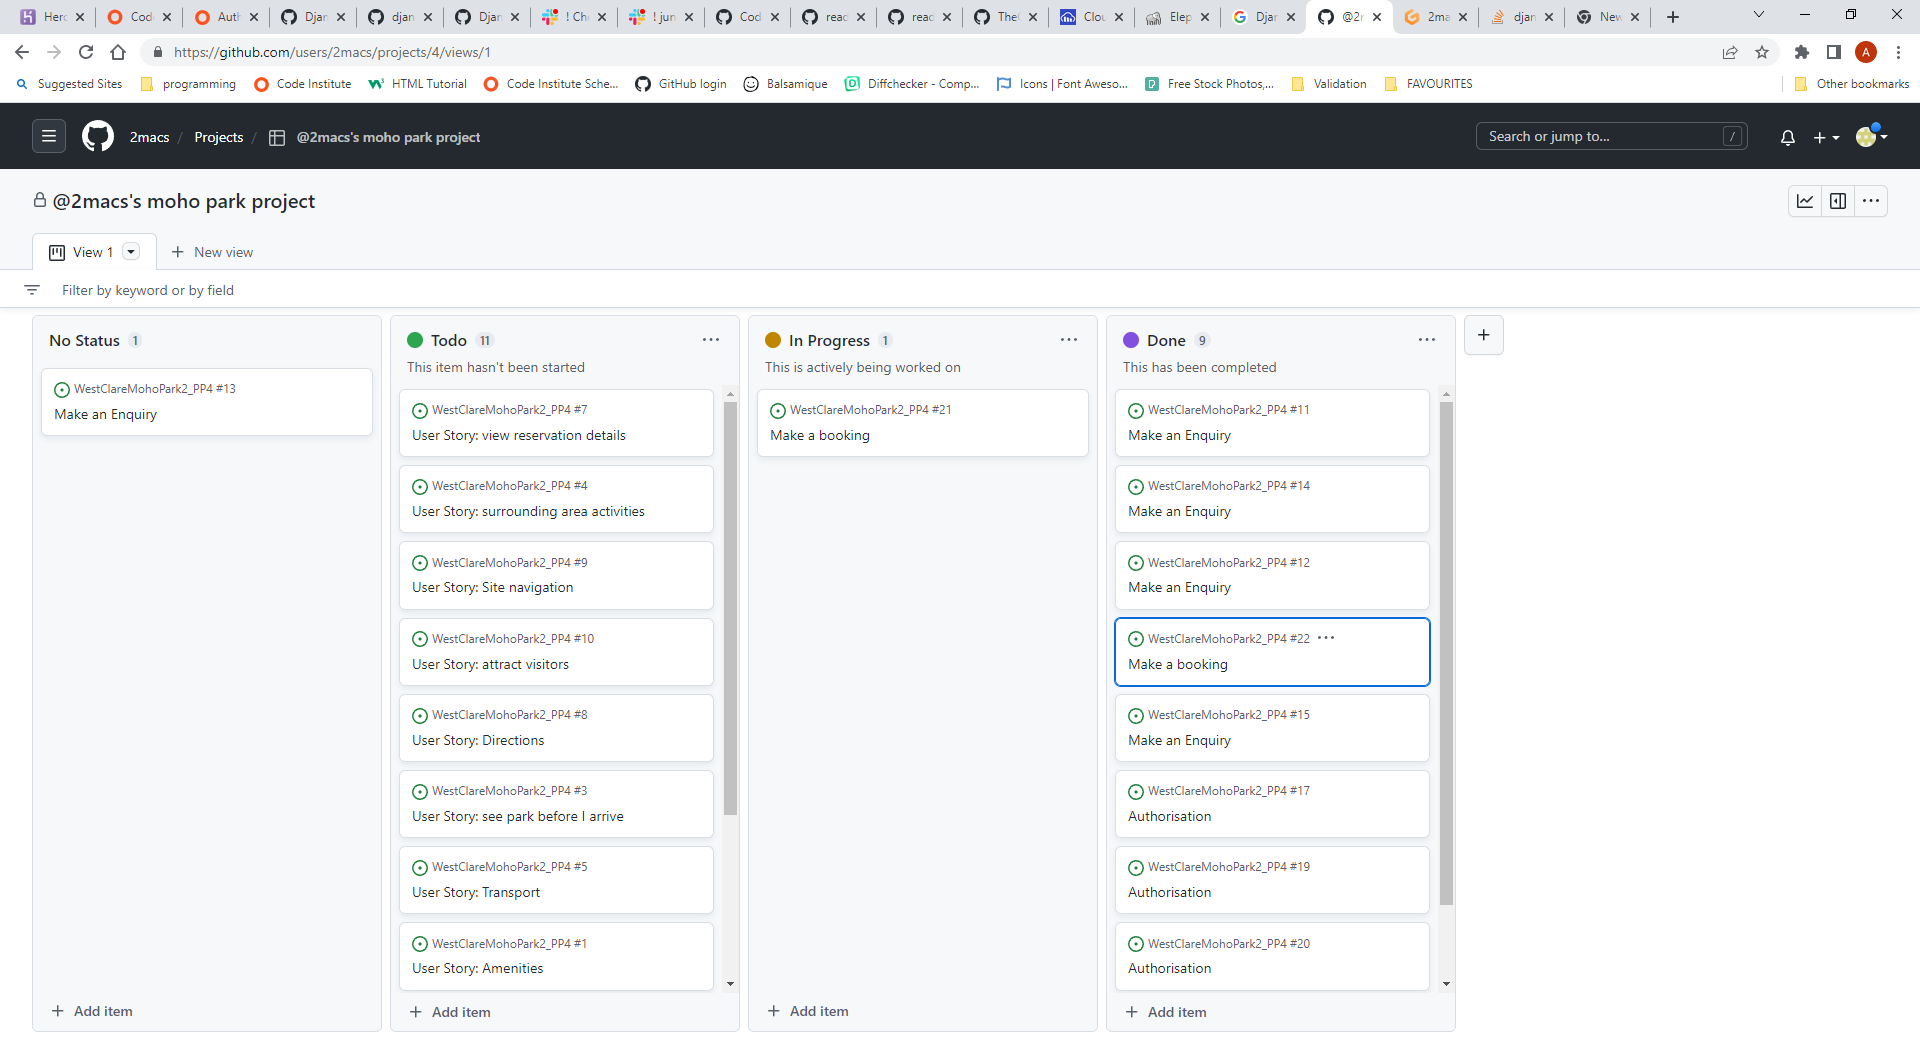 Herc
Code
Auth
Djan
djan
Djan
! Che
! jun
Cod
read
read
The
Clou
Elep
Djar
@2r
2ma
djan
New
https://github.com/users/2macs/projects/4/views/1
A
Suggested Sites
programming
Code Institute
HTML Tutorial
Code Institute Sche...
GitHub login
Balsamique
Diffchecker - Comp...
Icons | Font Aweso...
Free Stock Photos,...
Validation
FAVOURITES
Other bookmarks
2macs / Projects / @2macs's moho park project
Search or jump to... /
@2macs's moho park project
View 1
New view
Filter by keyword or by field
No Status 1
WestClareMohoPark2_PP4 #13
Make an Enquiry
Add item
Todo 11
This item hasn't been started
WestClareMohoPark2_PP4 #7
User Story: view reservation details
WestClareMohoPark2_PP4 #4
User Story: surrounding area activities
WestClareMohoPark2_PP4 #9
User Story: Site navigation
WestClareMohoPark2_PP4 #10
User Story: attract visitors
WestClareMohoPark2_PP4 #8
User Story: Directions
WestClareMohoPark2_PP4 #3
User Story: see park before I arrive
WestClareMohoPark2_PP4 #5
User Story: Transport
WestClareMohoPark2_PP4 #1
User Story: Amenities
Add item
In Progress 1
This is actively being worked on
WestClareMohoPark2_PP4 #21
Make a booking
Add item
Done 9
This has been completed
WestClareMohoPark2_PP4 #11
Make an Enquiry
WestClareMohoPark2_PP4 #14
Make an Enquiry
WestClareMohoPark2_PP4 #12
Make an Enquiry
WestClareMohoPark2_PP4 #22
Make a booking
WestClareMohoPark2_PP4 #15
Make an Enquiry
WestClareMohoPark2_PP4 #17
Authorisation
WestClareMohoPark2_PP4 #19
Authorisation
WestClareMohoPark2_PP4 #20
Authorisation
Add item